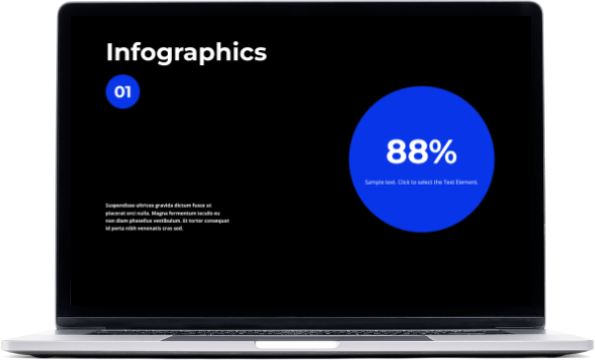 Infographics
01
88%
Sample text. Click to select the Text Element.
Suspendisse ultrices gravida dictum fusce ut
placerat orci nulla. Magna fermentum iaculis eu
non diam phasellus vestibulum. Et tortor consequat
id porta nibh venenatis cras sed.